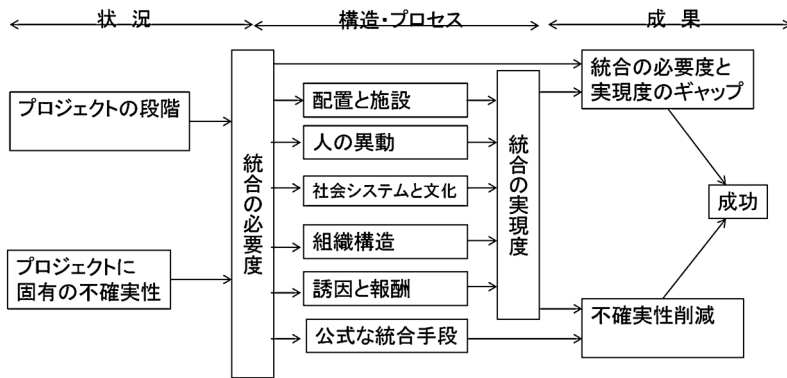 状　況
構造・プロセス
成　果
プロジェクトの段階
プロジェクトに
固有の不確実性
統合の必要度
配置と施設
人の異動
社会システムと文化
組織構造
誘因と報酬
公式な統合手段
統合の実現度
統合の必要度と
実現度のギャップ
成功
不確実性削減